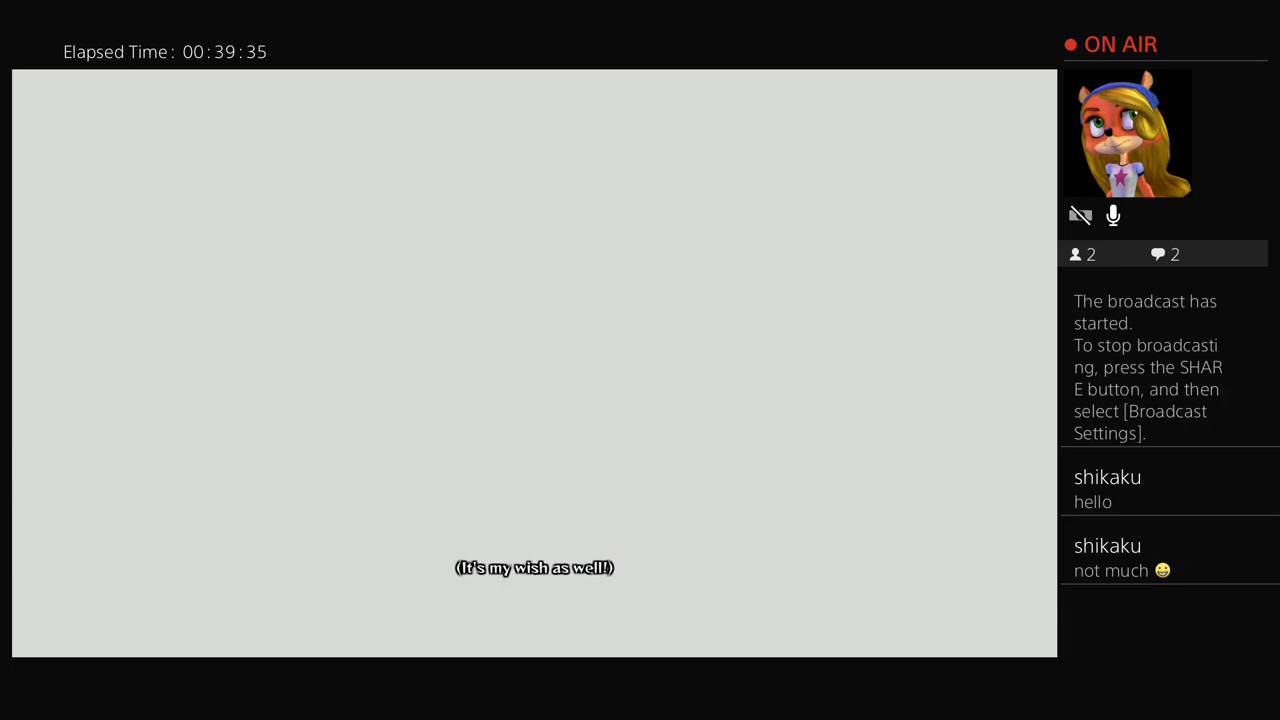 Elapsed Time: 00:39:35
ON AIR
2 2
The broadcast has
started.
To stop broadcasti
ng, press the SHAR
E button, and then
select [Broadcast
Settings].
shikaku
hello
shikaku
not much 😀
(It's my wish as well!)